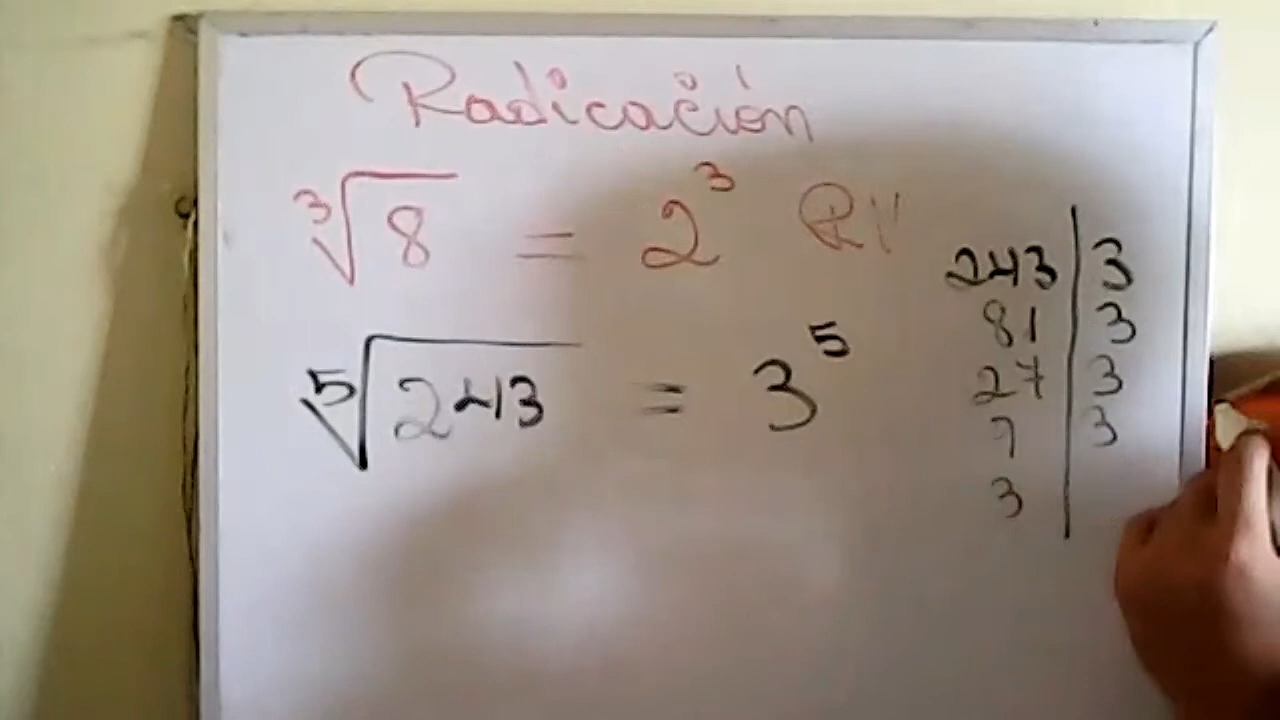 Radicación
∛8 = 2³ R//
⁵√243 = 3⁵
243 | 3
81 | 3
27 | 3
9 | 3
3 |